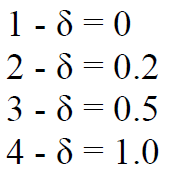 1 - δ = 0
2 - δ = 0.2
3 - δ = 0.5
4 - δ = 1.0